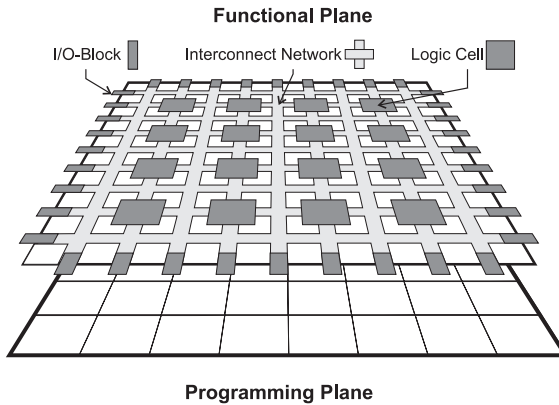 Functional Plane
I/O-Block Interconnect Network Logic Cell
Programming Plane